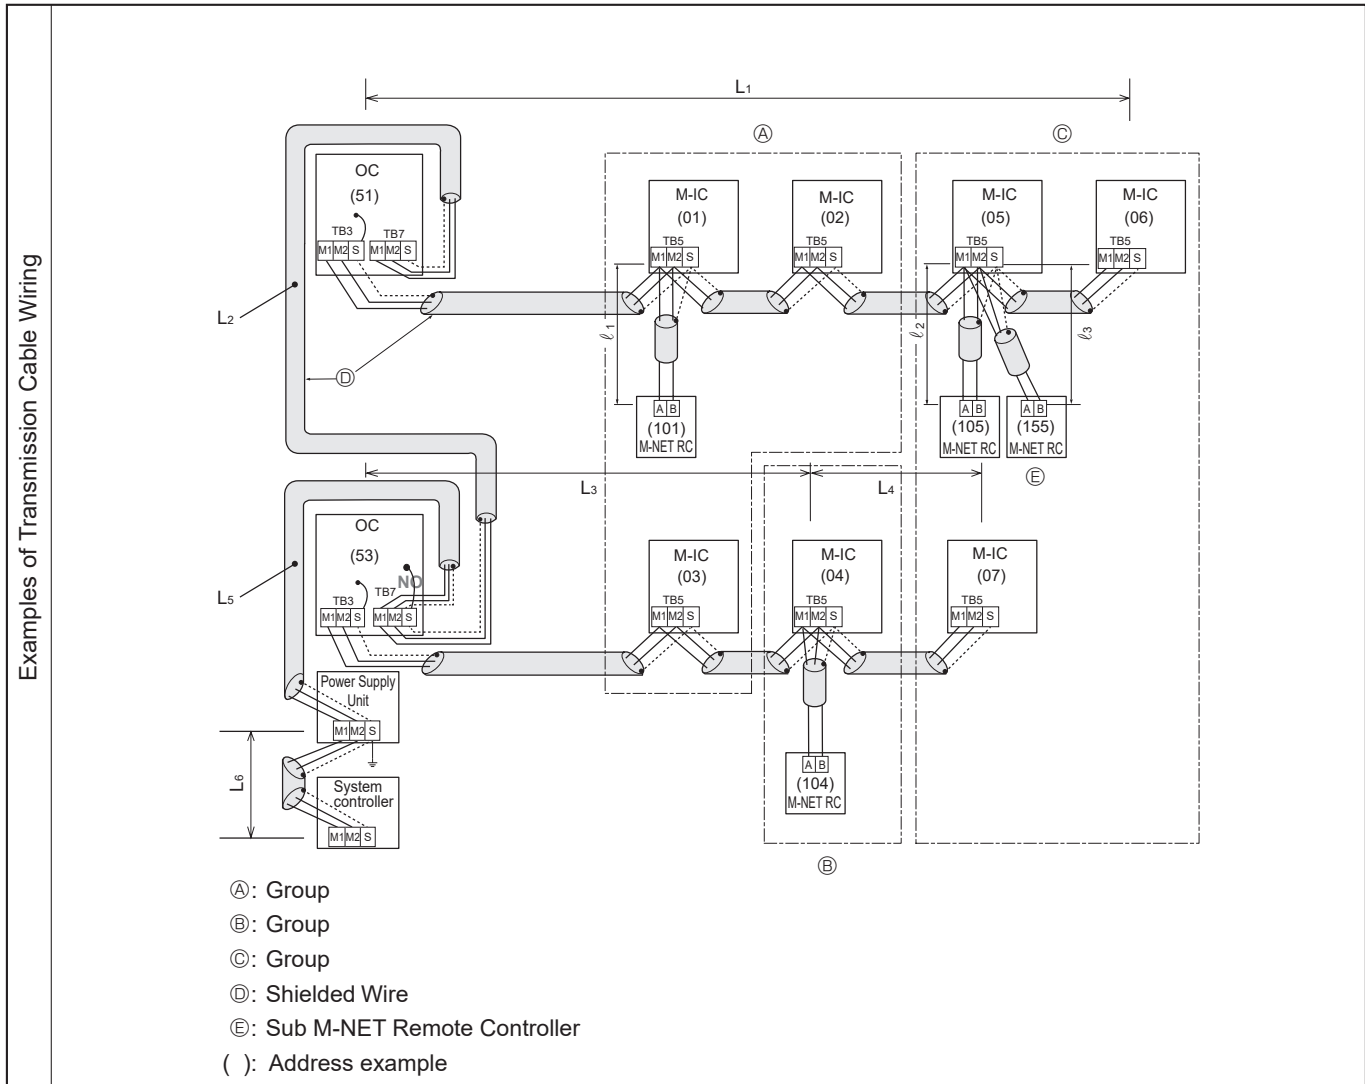 Examples of Transmission Cable Wiring
L1
Ⓐ
Ⓒ
OC
(51)
TB3
TB7
M1 M2 S
M1 M2 S
M-IC
(01)
TB5
M1 M2 S
M-IC
(02)
TB5
M1 M2 S
M-IC
(05)
TB5
M1 M2 S
M-IC
(06)
TB5
M1 M2 S
L2
Ⓓ
ℓ1
ℓ2
ℓ3
A B
(101)
M-NET RC
A B
(105)
M-NET RC
A B
(155)
M-NET RC
Ⓔ
L3
L4
OC
(53)
NO
TB3
TB7
M1 M2 S
M1 M2 S
M-IC
(03)
TB5
M1 M2 S
M-IC
(04)
TB5
M1 M2 S
M-IC
(07)
TB5
M1 M2 S
L5
Power Supply
Unit
M1 M2 S
L6
System
controller
M1 M2 S
A B
(104)
M-NET RC
Ⓑ
Ⓐ: Group
Ⓑ: Group
Ⓒ: Group
Ⓓ: Shielded Wire
Ⓔ: Sub M-NET Remote Controller
( ): Address example